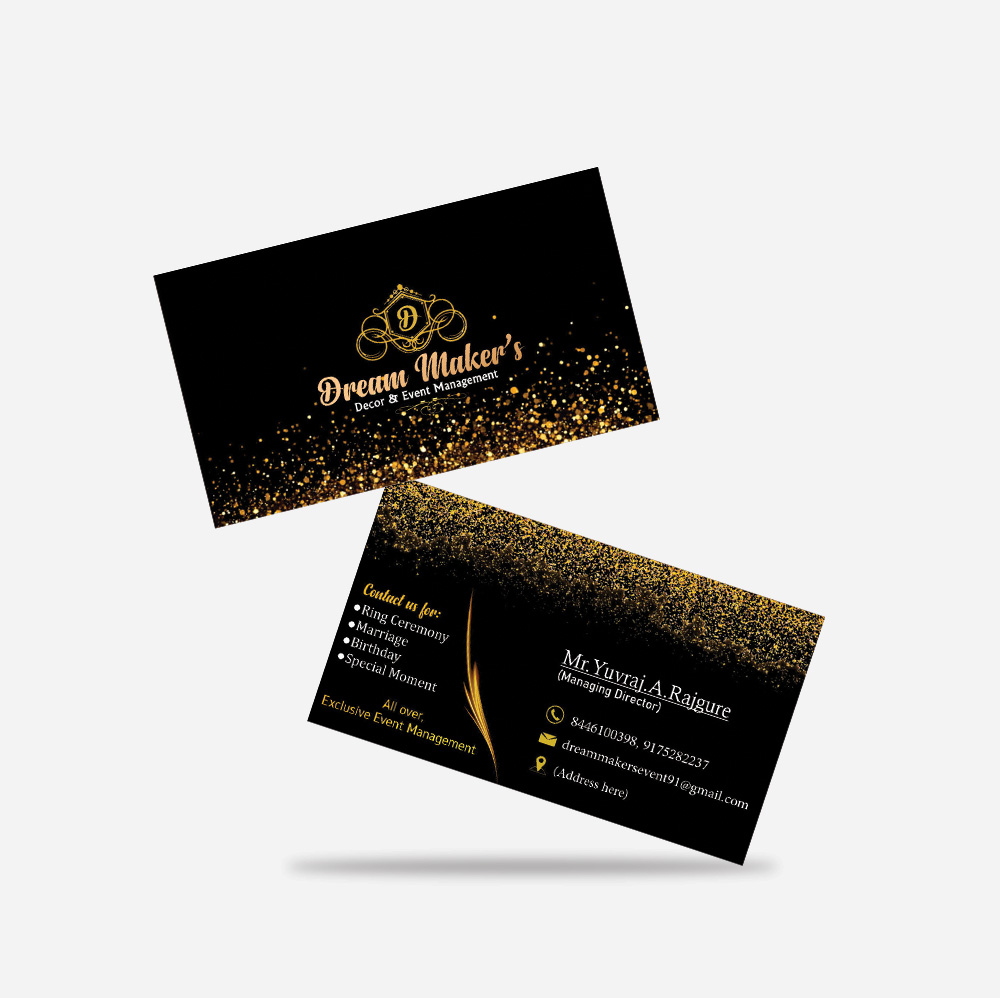 D
Dream Maker's
Decor & Event Management
Contact us for:
Ring Ceremony
Marriage
Birthday
Special Moment
All over,
Exclusive Event Management
Mr.Yuvraj.A.Rajgure
(Managing Director)
8446100398, 9175282237
dreammakersevent91@gmail.com
(Address here)